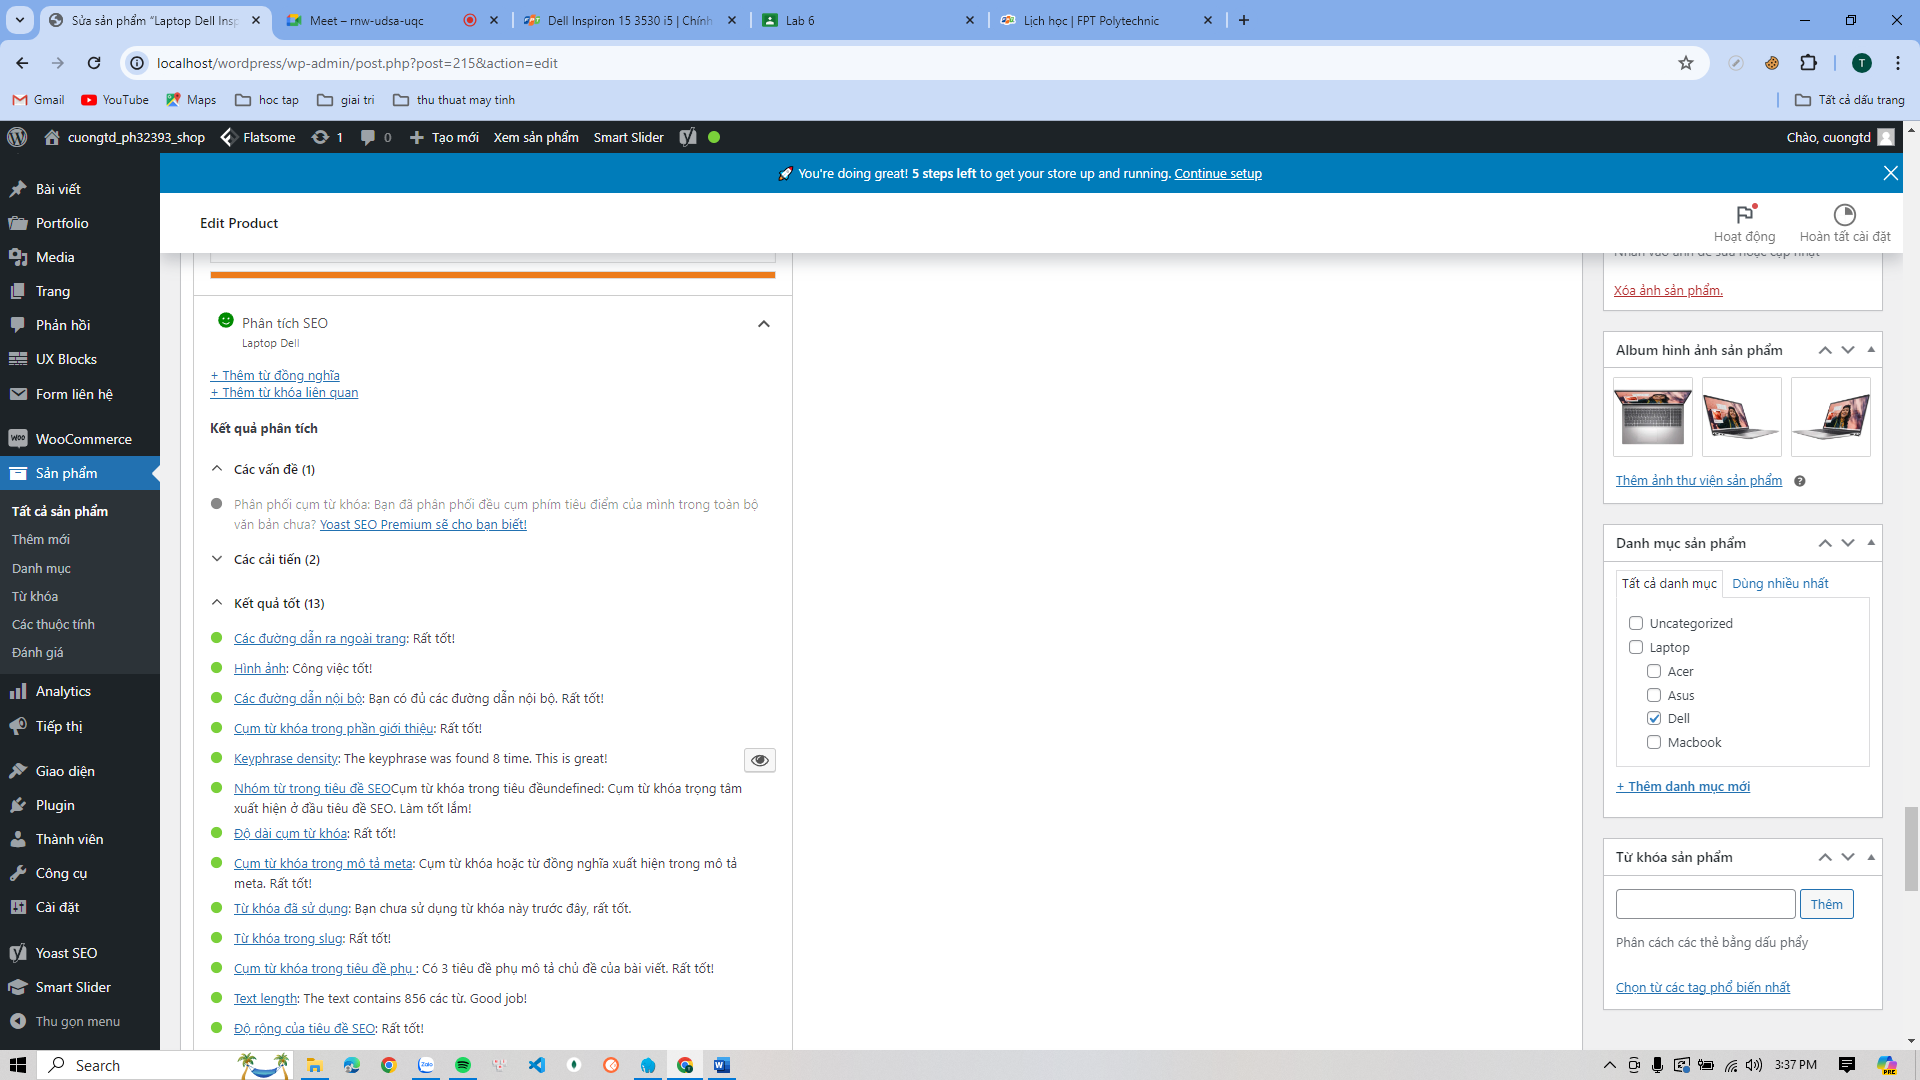 Sửa sản phẩm “Laptop Dell Insp
Meet – rnw-udsa-uqc
Dell Inspiron 15 3530 i5 | Chính
Lab 6
Lịch học | FPT Polytechnic
localhost/wordpress/wp-admin/post.php?post=215&action=edit
T
Gmail
YouTube
Maps
hoc tap
giai tri
thu thuat may tinh
Tất cả dấu trang
cuongtd_ph32393_shop
Flatsome
1
0
Tạo mới
Xem sản phẩm
Smart Slider
Chào, cuongtd
You're doing great! 5 steps left to get your store up and running. Continue setup
Edit Product
Hoạt động
Hoàn tất cài đặt
Bài viết
Portfolio
Media
Trang
Phản hồi
UX Blocks
Form liên hệ
WooCommerce
Sản phẩm
Tất cả sản phẩm
Thêm mới
Danh mục
Từ khóa
Các thuộc tính
Đánh giá
Analytics
Tiếp thị
Giao diện
Plugin
Thành viên
Công cụ
Cài đặt
Yoast SEO
Smart Slider
Thu gọn menu
Phân tích SEO
Laptop Dell
+ Thêm từ đồng nghĩa
+ Thêm từ khóa liên quan
Kết quả phân tích
Các vấn đề (1)
Phân phối cụm từ khóa: Bạn đã phân phối đều cụm phím tiêu điểm của mình trong toàn bộ
văn bản chưa? Yoast SEO Premium sẽ cho bạn biết!
Các cải tiến (2)
Kết quả tốt (13)
Các đường dẫn ra ngoài trang: Rất tốt!
Hình ảnh: Công việc tốt!
Các đường dẫn nội bộ: Bạn có đủ các đường dẫn nội bộ. Rất tốt!
Cụm từ khóa trong phần giới thiệu: Rất tốt!
Keyphrase density: The keyphrase was found 8 time. This is great!
Nhóm từ trong tiêu đề SEOCụm từ khóa trong tiêu đềundefined: Cụm từ khóa trọng tâm
xuất hiện ở đầu tiêu đề SEO. Làm tốt lắm!
Độ dài cụm từ khóa: Rất tốt!
Cụm từ khóa trong mô tả meta: Cụm từ khóa hoặc từ đồng nghĩa xuất hiện trong mô tả
meta. Rất tốt!
Từ khóa đã sử dụng: Bạn chưa sử dụng từ khóa này trước đây, rất tốt.
Từ khóa trong slug: Rất tốt!
Cụm từ khóa trong tiêu đề phụ : Có 3 tiêu đề phụ mô tả chủ đề của bài viết. Rất tốt!
Text length: The text contains 856 các từ. Good job!
Độ rộng của tiêu đề SEO: Rất tốt!
Nhấn vào ảnh để sửa hoặc cập nhật
Xóa ảnh sản phẩm.
Album hình ảnh sản phẩm
Thêm ảnh thư viện sản phẩm
Danh mục sản phẩm
Tất cả danh mục
Dùng nhiều nhất
Uncategorized
Laptop
Acer
Asus
Dell
Macbook
+ Thêm danh mục mới
Từ khóa sản phẩm
Thêm
Phân cách các thẻ bằng dấu phẩy
Chọn từ các tag phổ biến nhất
Search
Zalo
3:37 PM
PRE